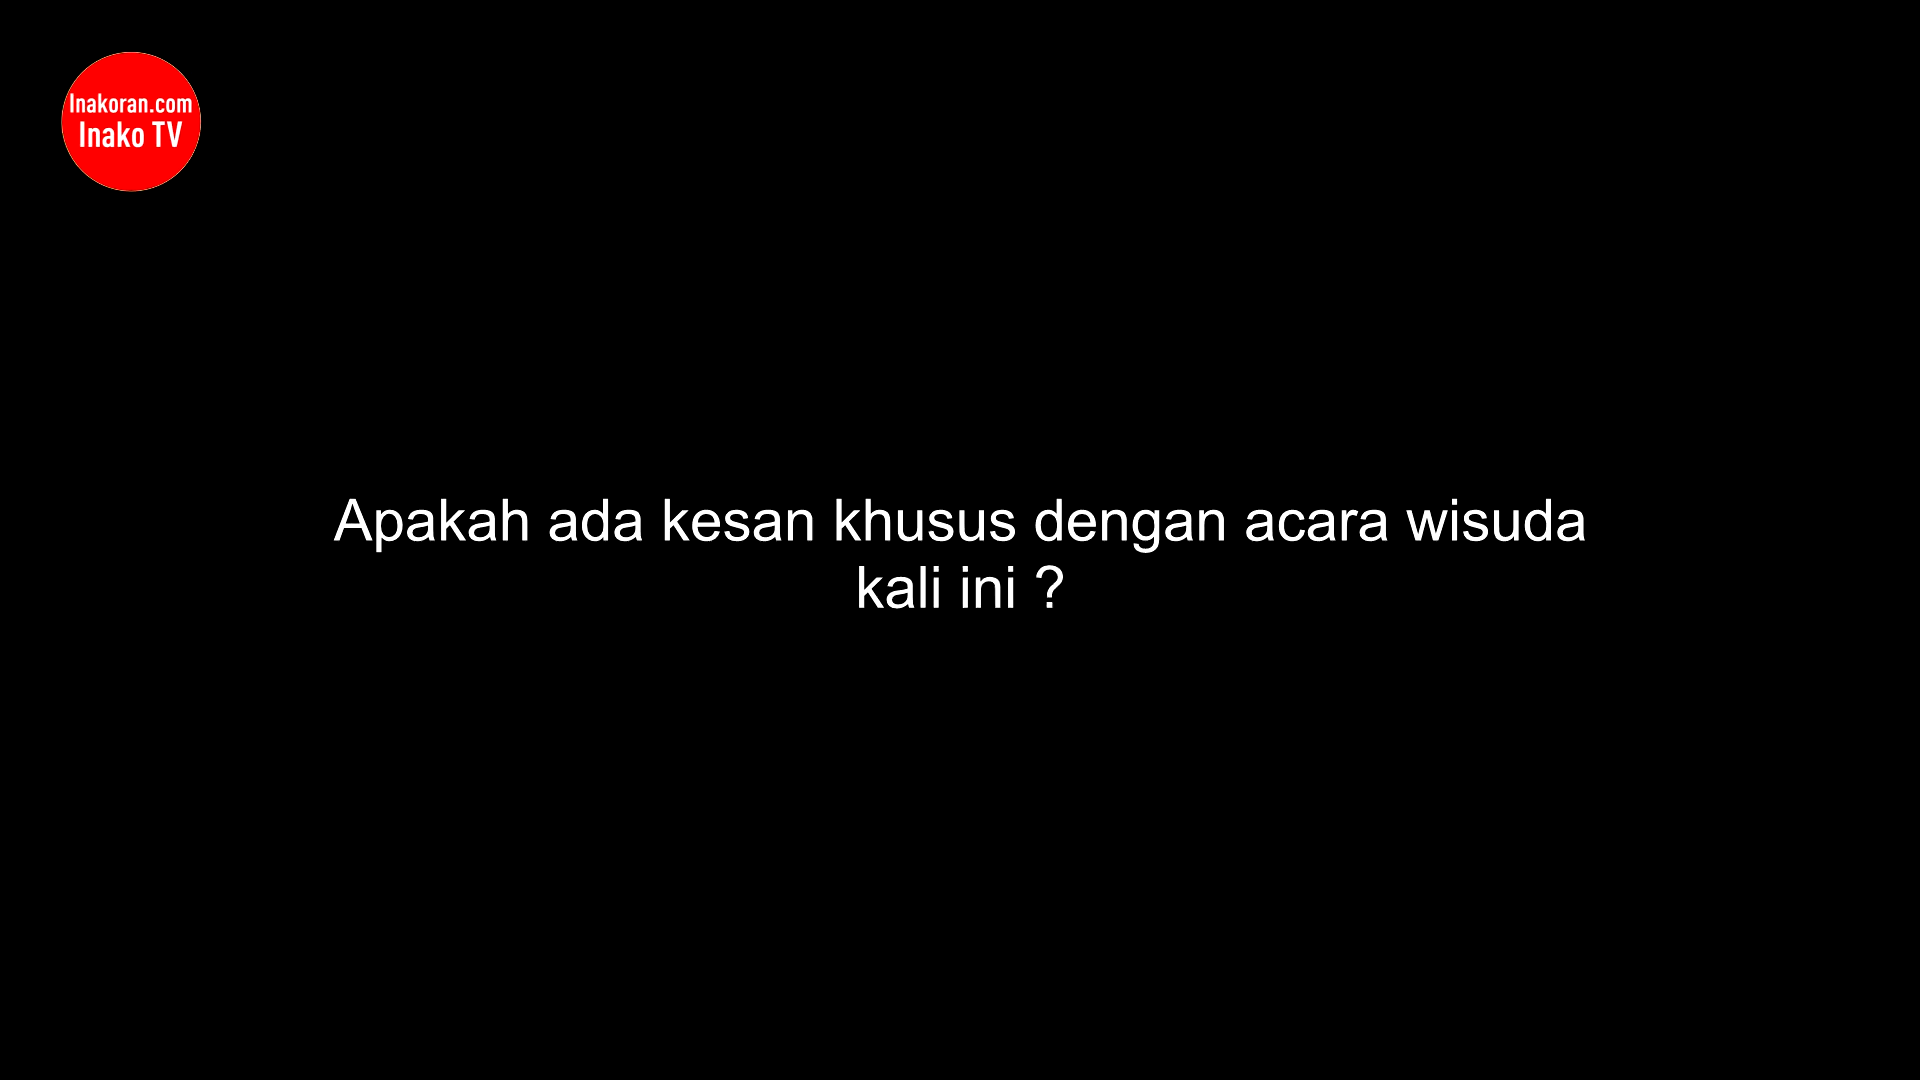 Inakoran.com
Inako TV
Apakah ada kesan khusus dengan acara wisuda
kali ini ?